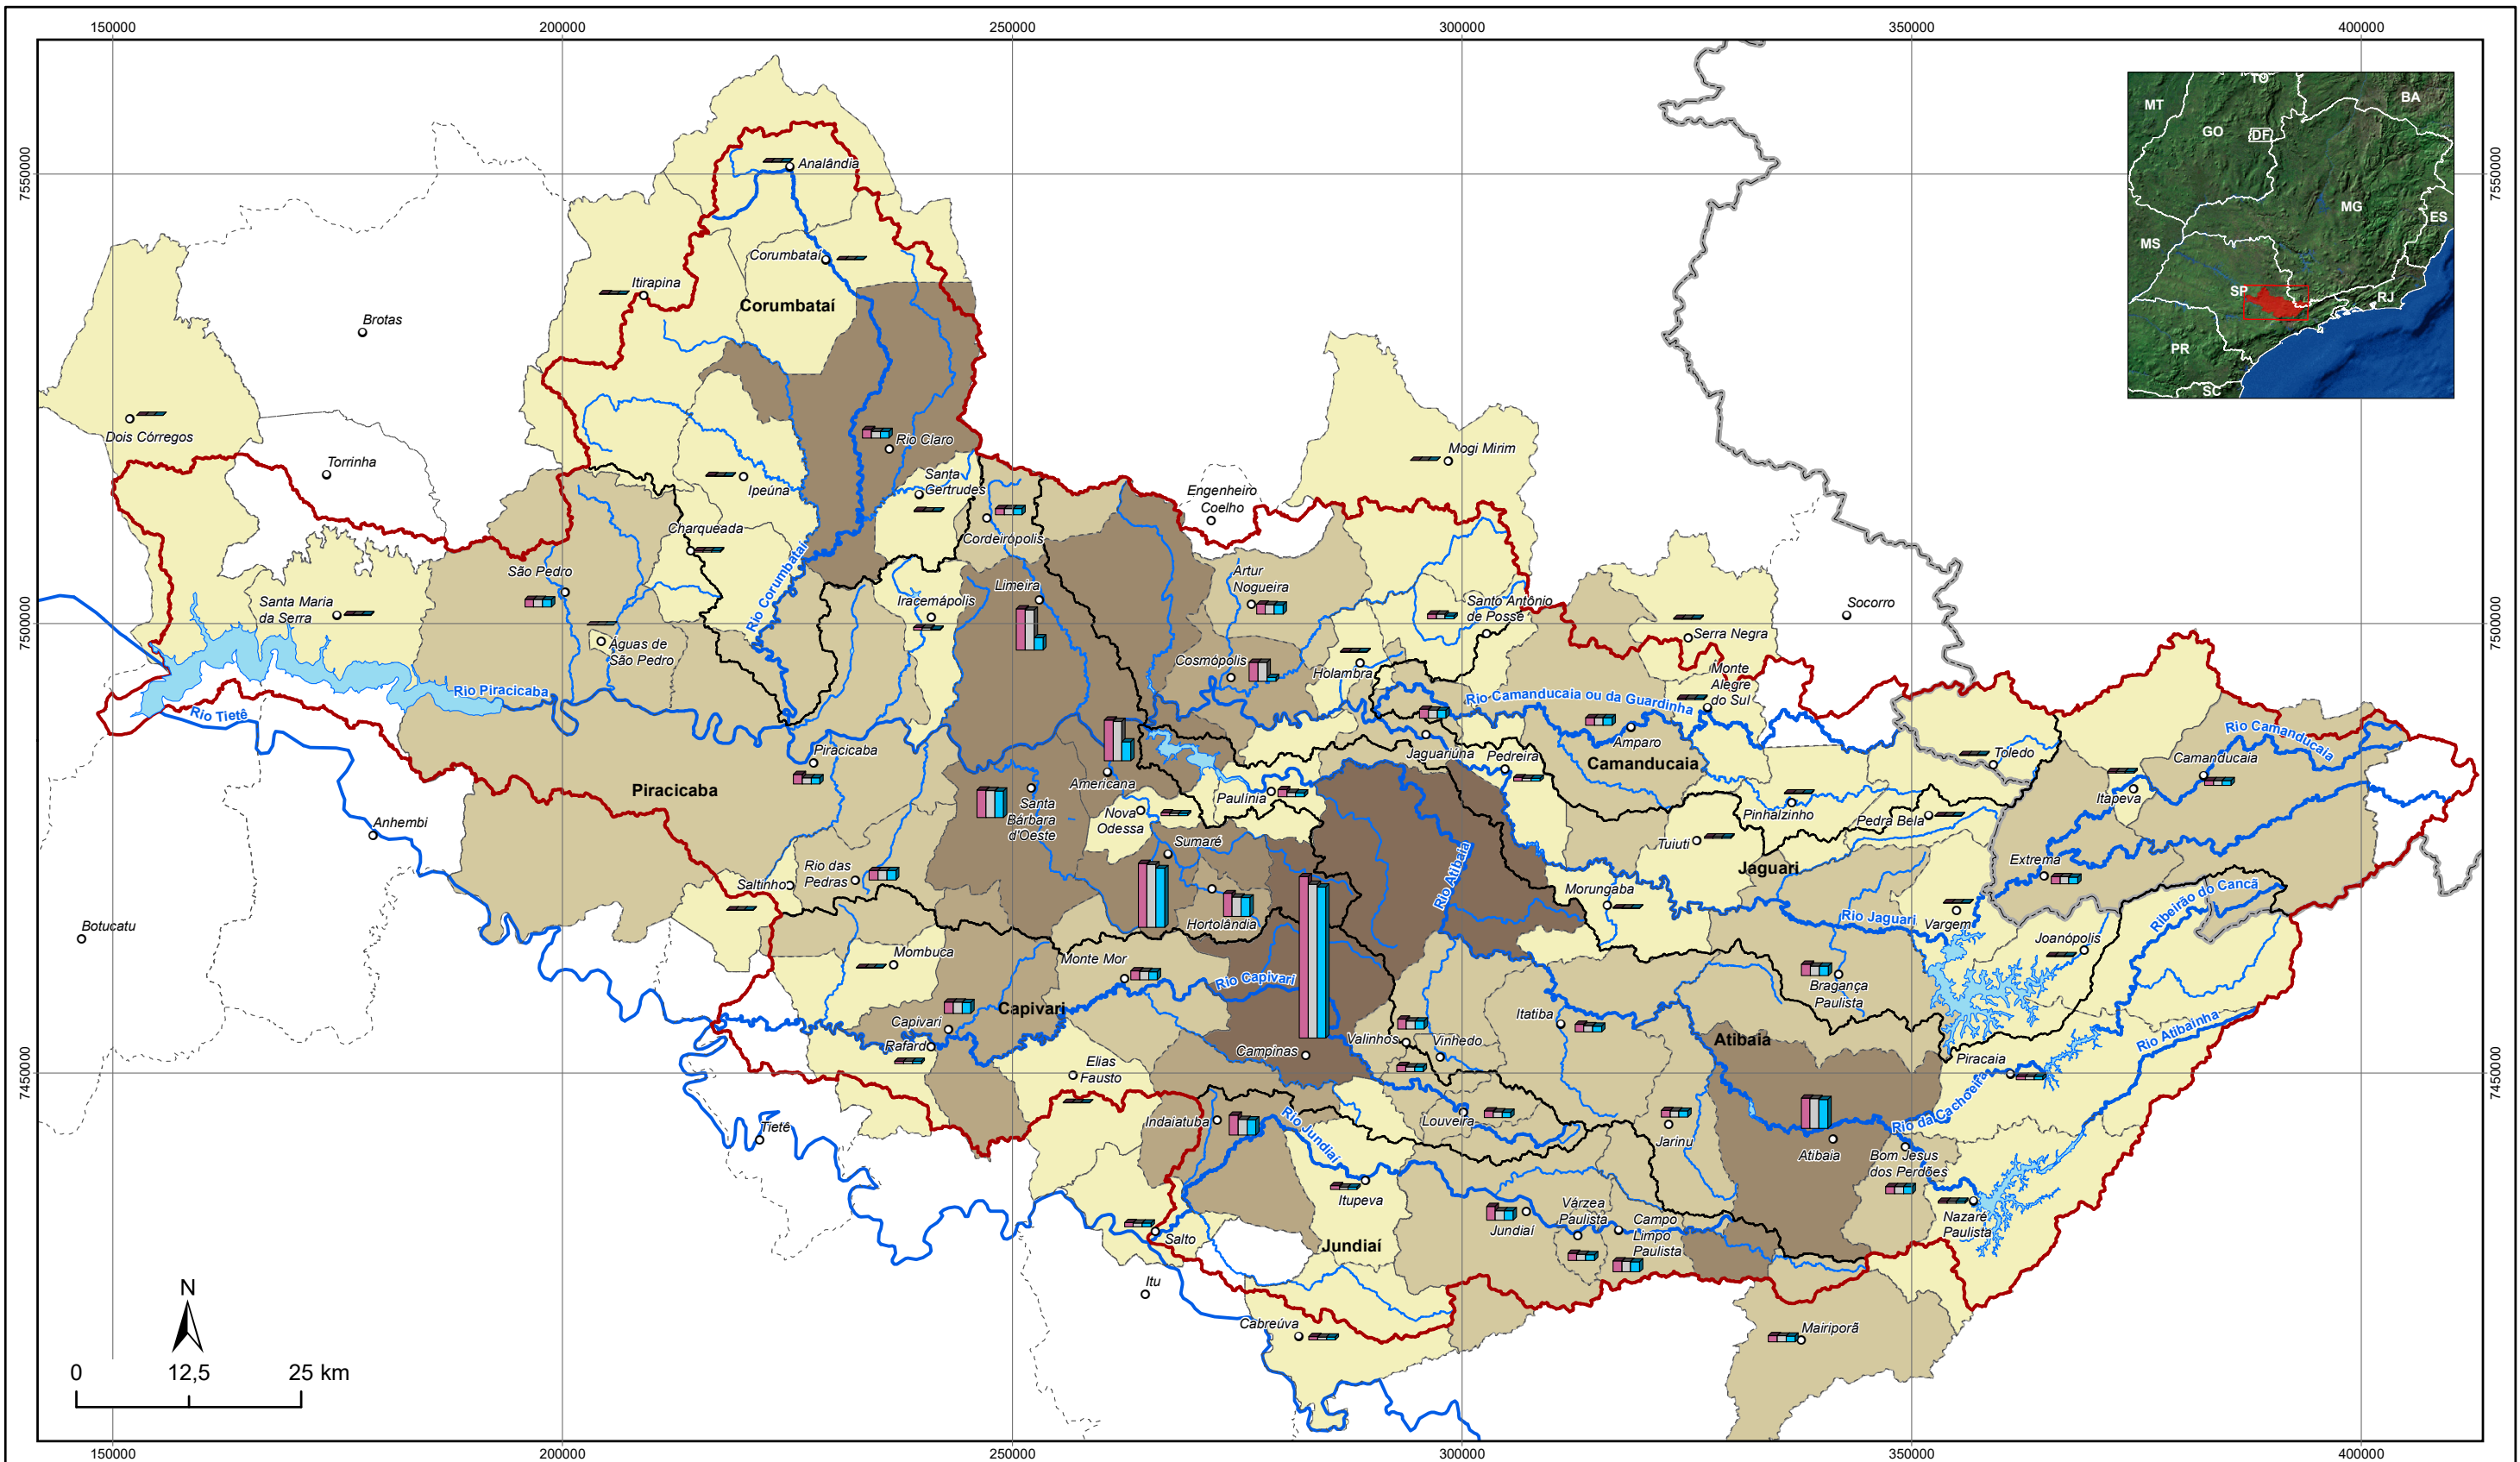 150000
200000
250000
300000
350000
400000
7550000
7550000
TO
BA
MT
GO
DF
MG
ES
MS
SP
RJ
PR
SC
Analândia
Corumbataí
Itirapina
Corumbataí
Brotas
Dois Córregos
Torrinha
Rio Claro
Mogi Mirim
Ipeúna
Santa
Gertrudes
Engenheiro
Coelho
Charqueada
Cordeirópolis
São Pedro
Rio Corumbataí
Limeira
Artur
Nogueira
Santa Maria
da Serra
Iracemápolis
Santo Antônio
de Posse
Socorro
7500000
7500000
Águas de
São Pedro
Serra Negra
Cosmópolis
Holambra
Monte
Alegre
do Sul
Rio Piracicaba
Rio Camanducaia ou da Guardinha
Rio Tietê
Rio Camanducaia
Piracicaba
Jaguariúna
Amparo
Pedreira
Camanducaia
Toledo
Camanducaia
Piracicaba
Americana
Paulínia
Itapeva
Santa
Bárbara
d'Oeste
Nova
Odessa
Pinhalzinho
Pedra Bela
Anhembi
Sumaré
Tuiuti
Jaguari
Extrema
Saltinho
Rio das
Pedras
Rio Atibaia
Morungaba
Ribeirão do Cancã
Hortolândia
Rio Jaguari
Vargem
Botucatu
Joanópolis
Mombuca
Monte Mor
Rio Capivari
Bragança
Paulista
Capivari
Capivari
Itatiba
Rafard
Valinhos
Vinhedo
Atibaia
Rio Atibainha
Campinas
Elias
Fausto
Piracaia
7450000
7450000
Rio da Cachoeira
Indaiatuba
Rio Jundiaí
Louveira
Jarinu
Tietê
Atibaia
Bom Jesus
dos Perdões
Itupeva
Várzea
Paulista
Campo
Limpo
Paulista
Nazaré
Paulista
Salto
Jundiaí
Jundiaí
Itu
N
Cabreúva
Mairiporã
0
12,5
25 km
150000
200000
250000
300000
350000
400000